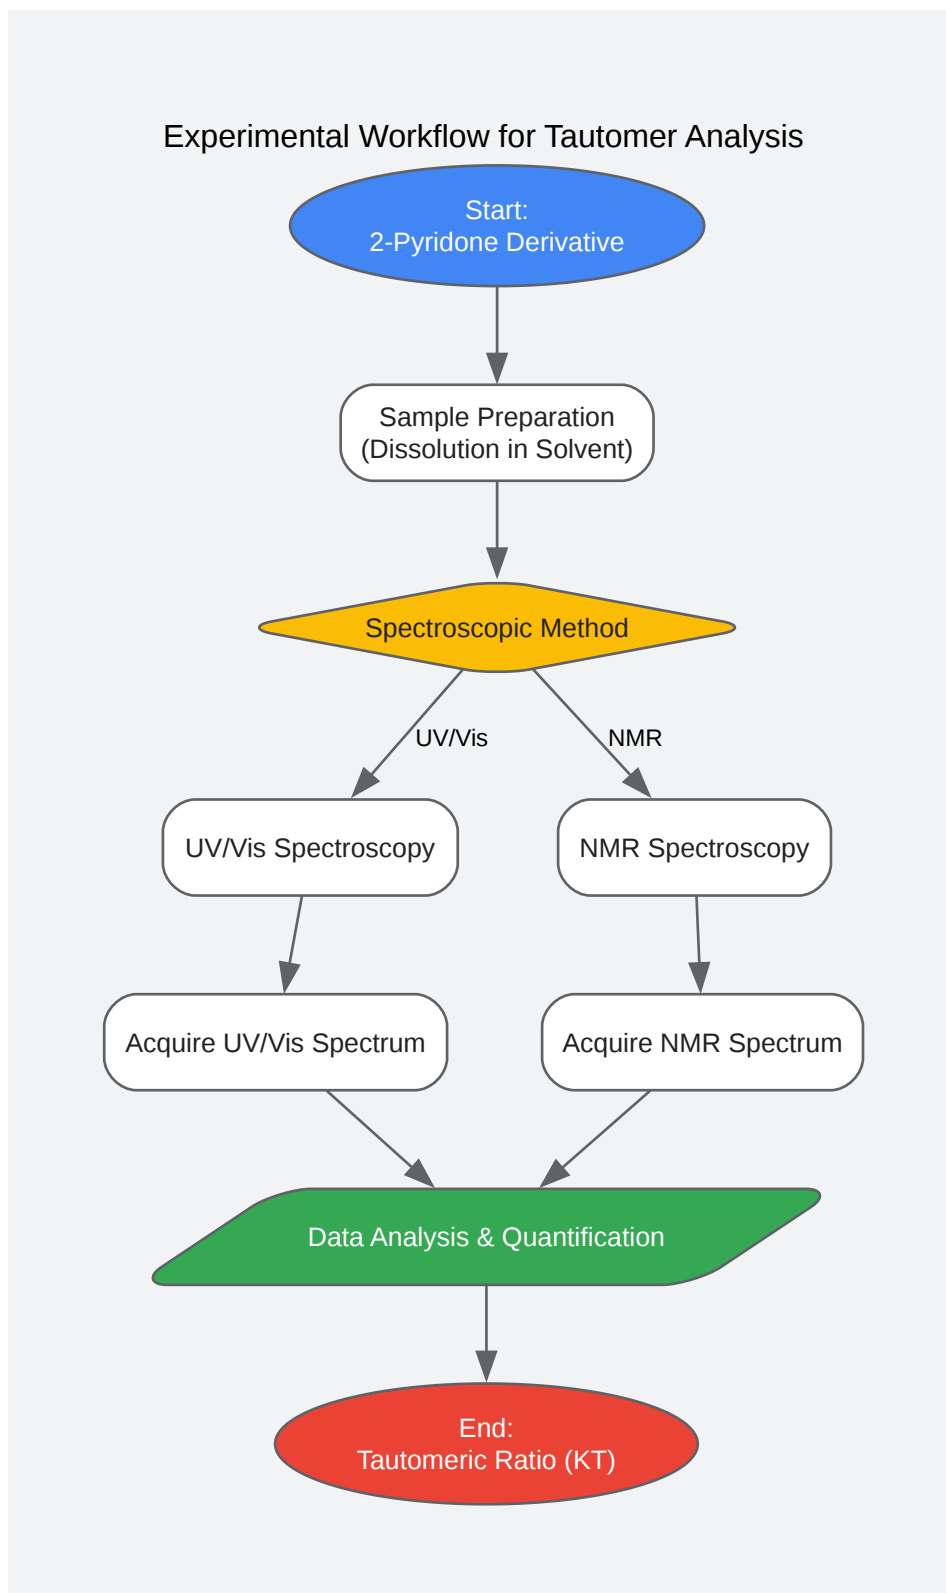 Experimental Workflow for Tautomer Analysis
Start:
2-Pyridone Derivative
Sample Preparation
(Dissolution in Solvent)
Spectroscopic Method
UV/Vis
NMR
UV/Vis Spectroscopy
NMR Spectroscopy
Acquire UV/Vis Spectrum
Acquire NMR Spectrum
Data Analysis & Quantification
End:
Tautomeric Ratio (KT)